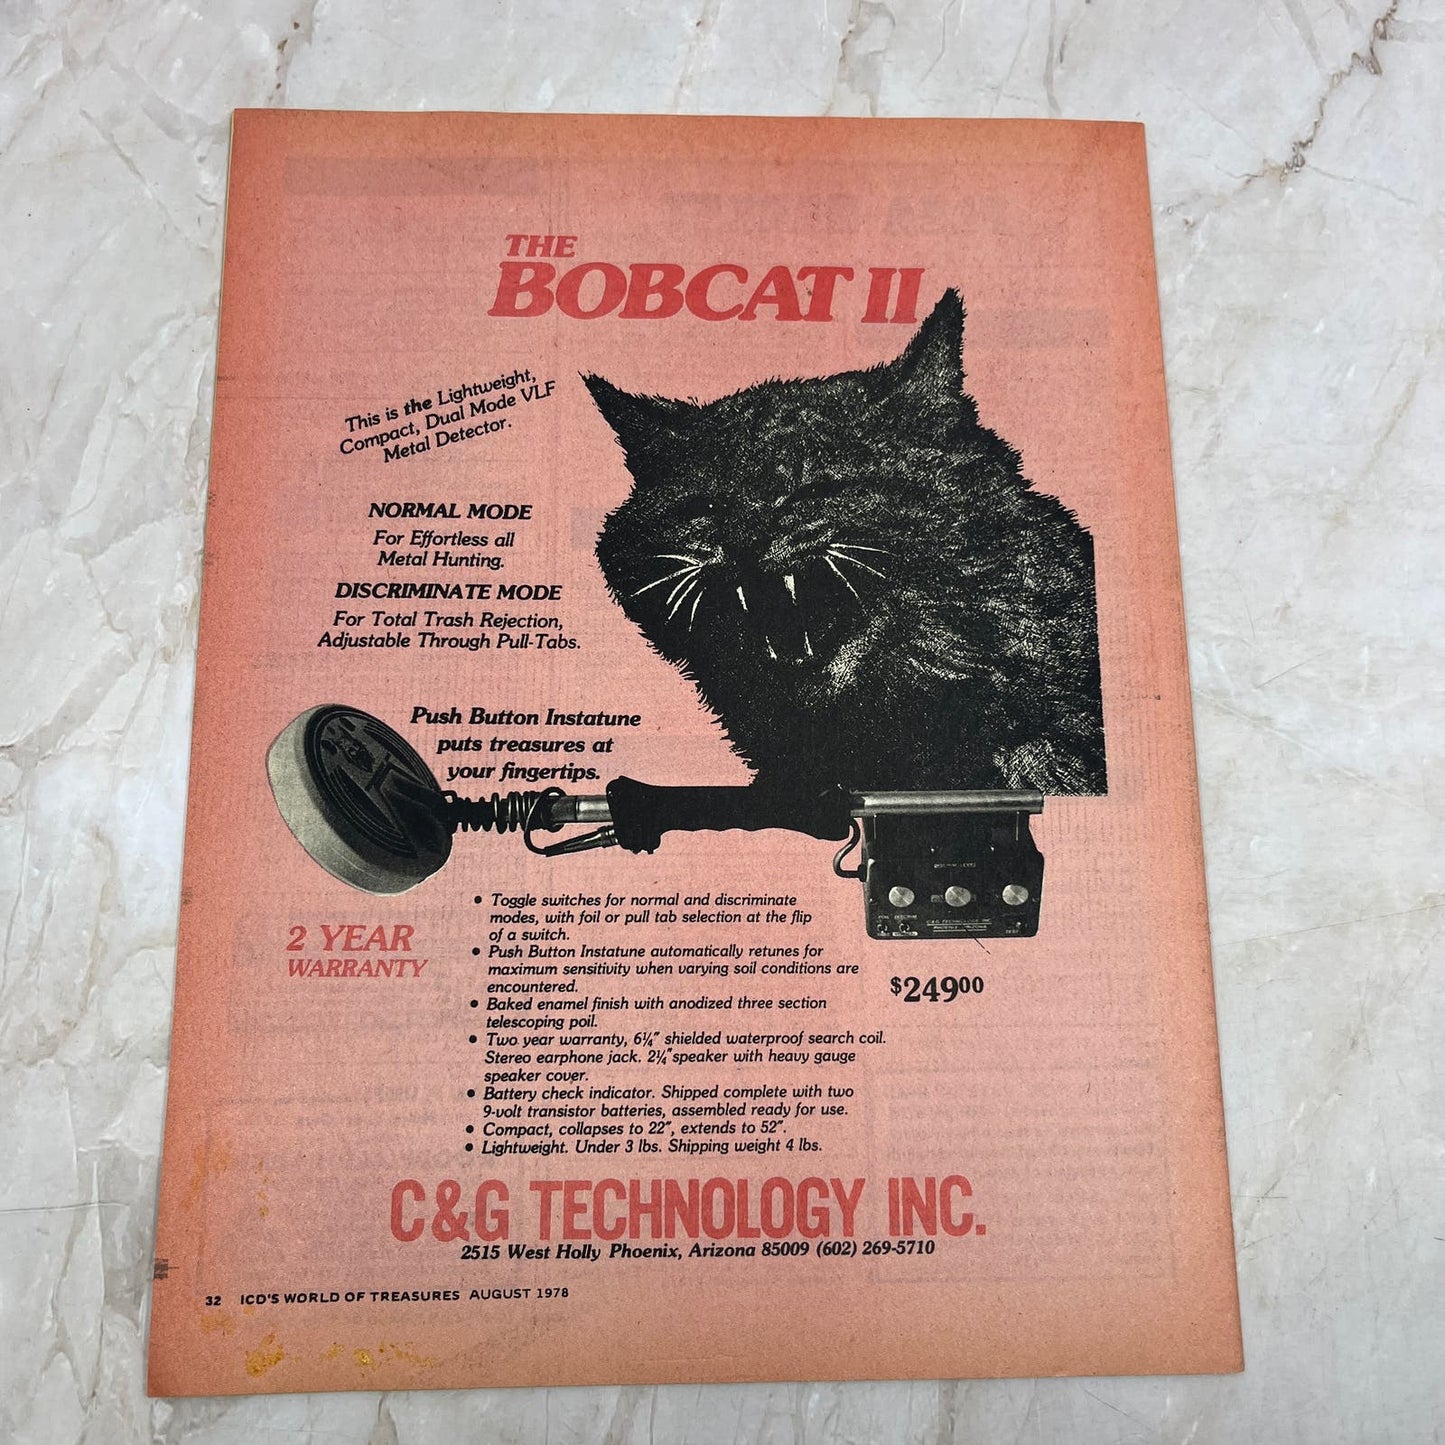 THE
BOBCAT II
This is the Lightweight,
Compact, Dual Mode VLF
Metal Detector.
NORMAL MODE
For Effortless all
Metal Hunting.
DISCRIMINATE MODE
For Total Trash Rejection,
Adjustable Through Pull-Tabs.
Push Button Instatune
puts treasures at
your fingertips.
2 YEAR
WARRANTY
• Toggle switches for normal and discriminate
modes, with foil or pull tab selection at the flip
of a switch.
• Push Button Instatune automatically retunes for
maximum sensitivity when varying soil conditions are
encountered.
• Baked enamel finish with anodized three section
telescoping poil.
• Two year warranty, 6¼" shielded waterproof search coil.
Stereo earphone jack. 2¼" speaker with heavy gauge
speaker cover.
• Battery check indicator. Shipped complete with two
9-volt transistor batteries, assembled ready for use.
• Compact, collapses to 22", extends to 52".
• Lightweight. Under 3 lbs. Shipping weight 4 lbs.
C&G TECHNOLOGY INC.
PHOENIX ARIZONA
$249⁰⁰
C&G TECHNOLOGY INC.
2515 West Holly Phoenix, Arizona 85009 (602) 269-5710
32 ICD'S WORLD OF TREASURES AUGUST 1978